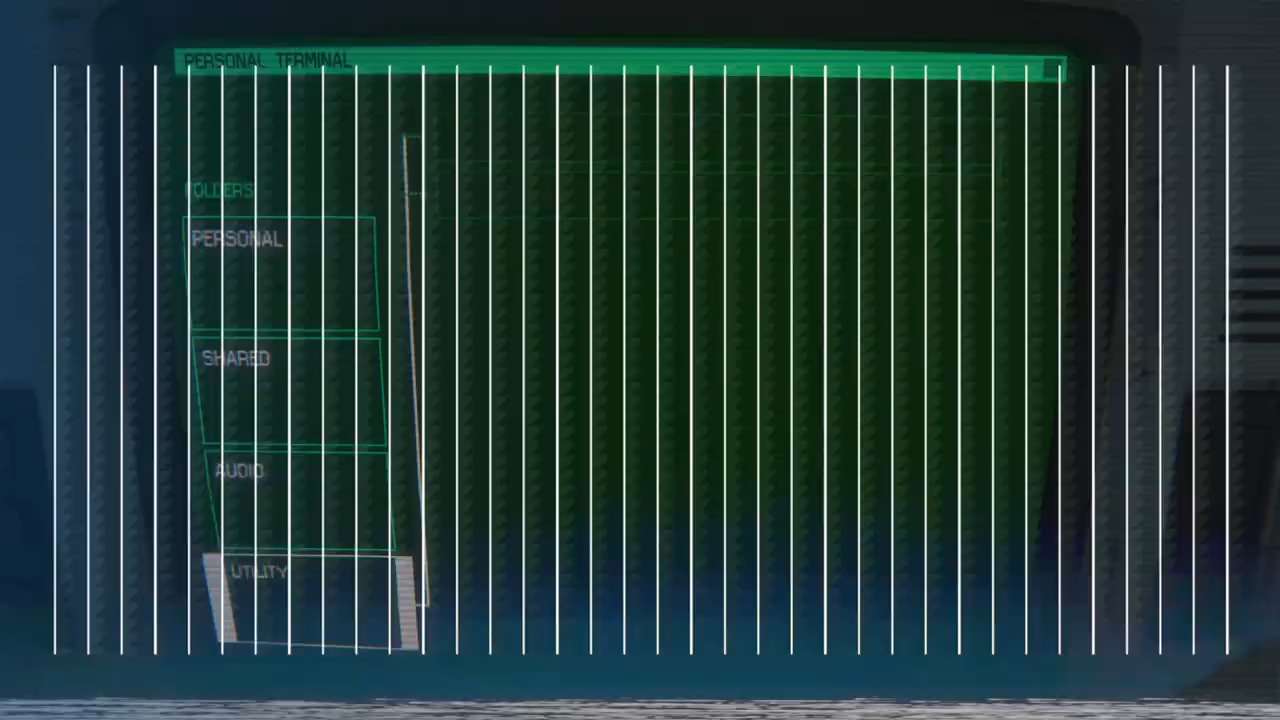 PERSONAL TERMINAL
FOLDERS
PERSONAL
SHARED
AUDIO
UTILITY